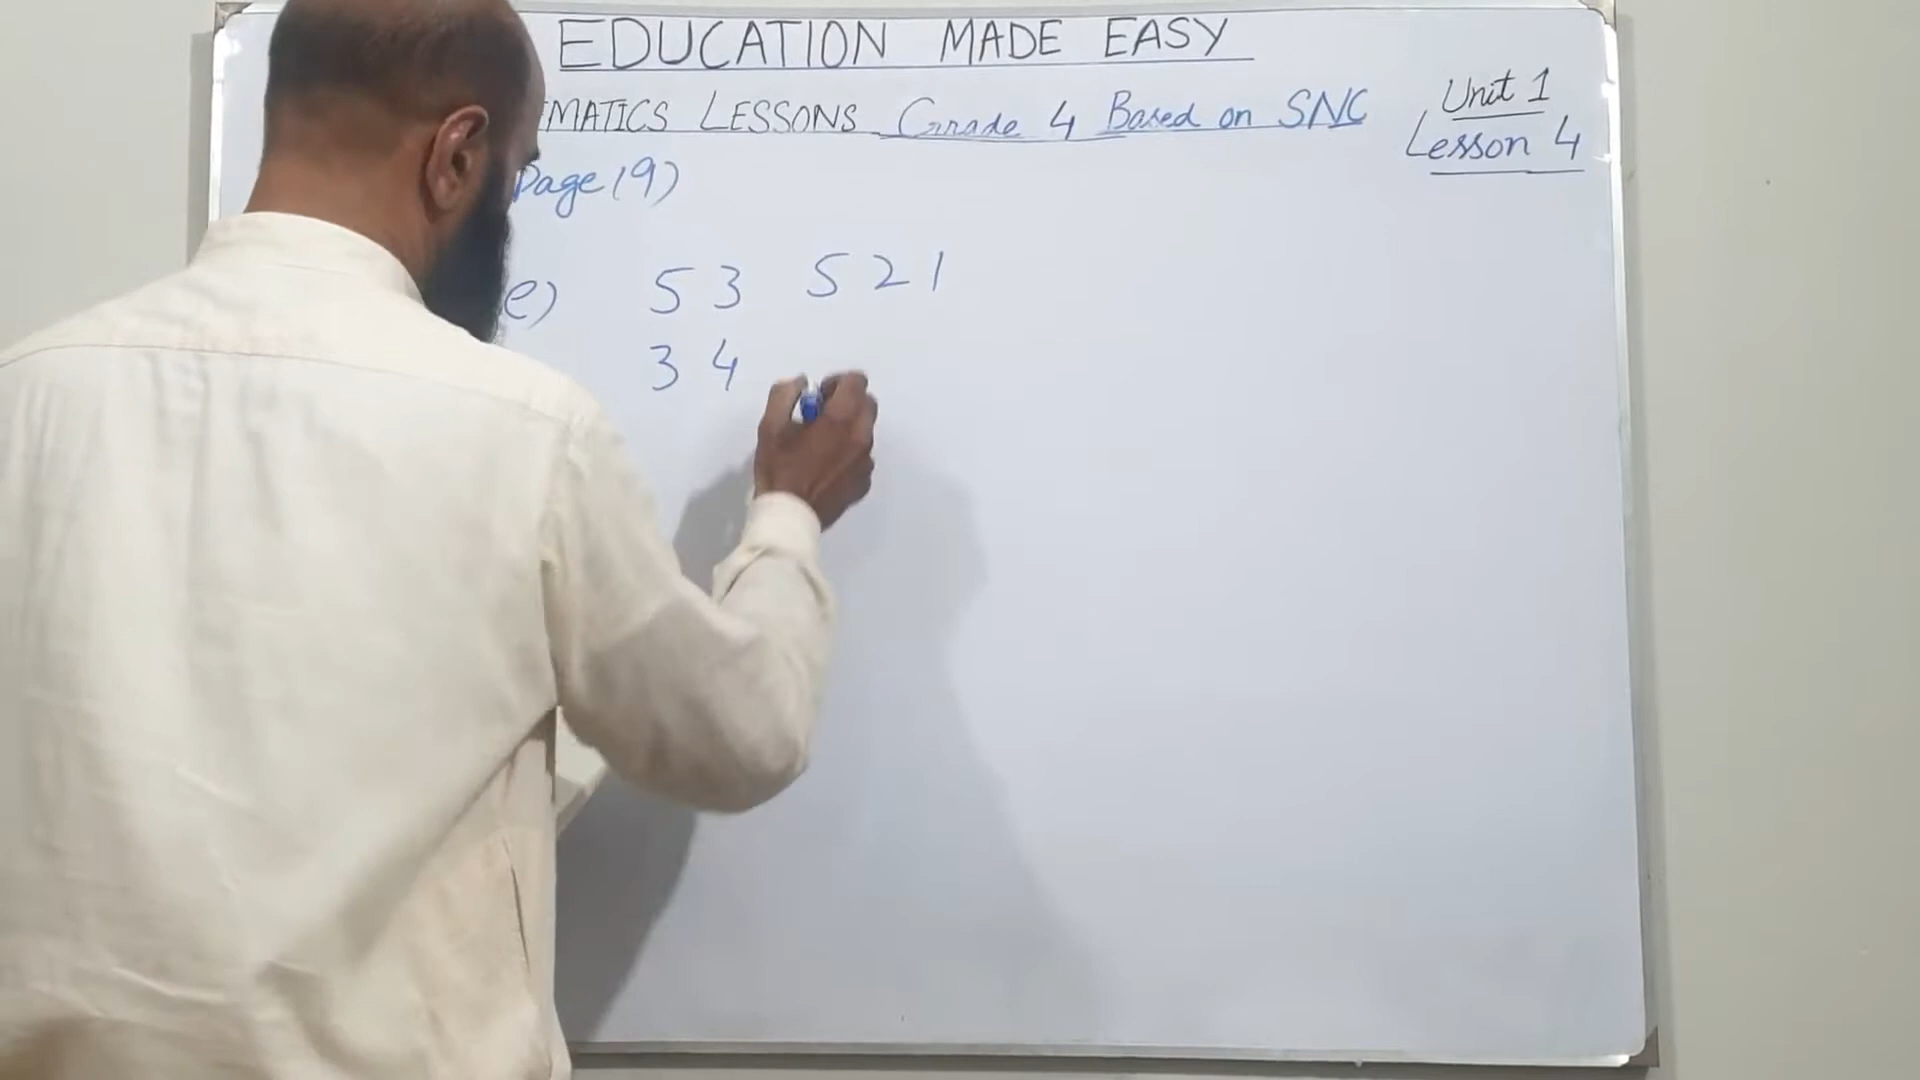 EDUCATION MADE EASY
MATICS LESSONS Grade 4 Based on SNC
Unit 1
Lesson 4
Page (9)
e) 53 521
34